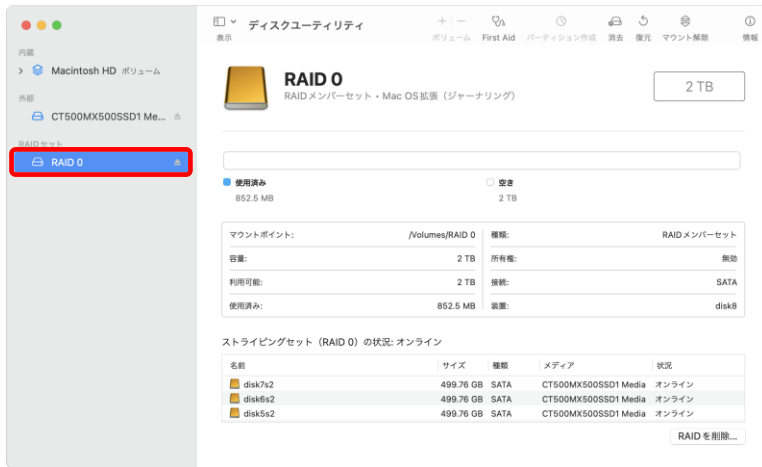 ディスクユーティリティ
表示
ボリューム
First Aid
パーティション作成
消去
復元
マウント解除
情報
内蔵
Macintosh HD ボリューム
外部
CT500MX500SSD1 Me...
RAIDセット
RAID 0
RAID 0
RAIDメンバーセット・Mac OS拡張（ジャーナリング）
2 TB
使用済み
852.5 MB
空き
2 TB
マウントポイント: /Volumes/RAID 0
種類: RAIDメンバーセット
容量: 2 TB
所有権: 無効
利用可能: 2 TB
接続: SATA
使用済み: 852.5 MB
装置: disk8
ストライピングセット（RAID 0）の状況: オンライン
名前 サイズ 種類 メディア 状況
disk7s2 499.76 GB SATA CT500MX500SSD1 Media オンライン
disk6s2 499.76 GB SATA CT500MX500SSD1 Media オンライン
disk5s2 499.76 GB SATA CT500MX500SSD1 Media オンライン
RAIDを削除...